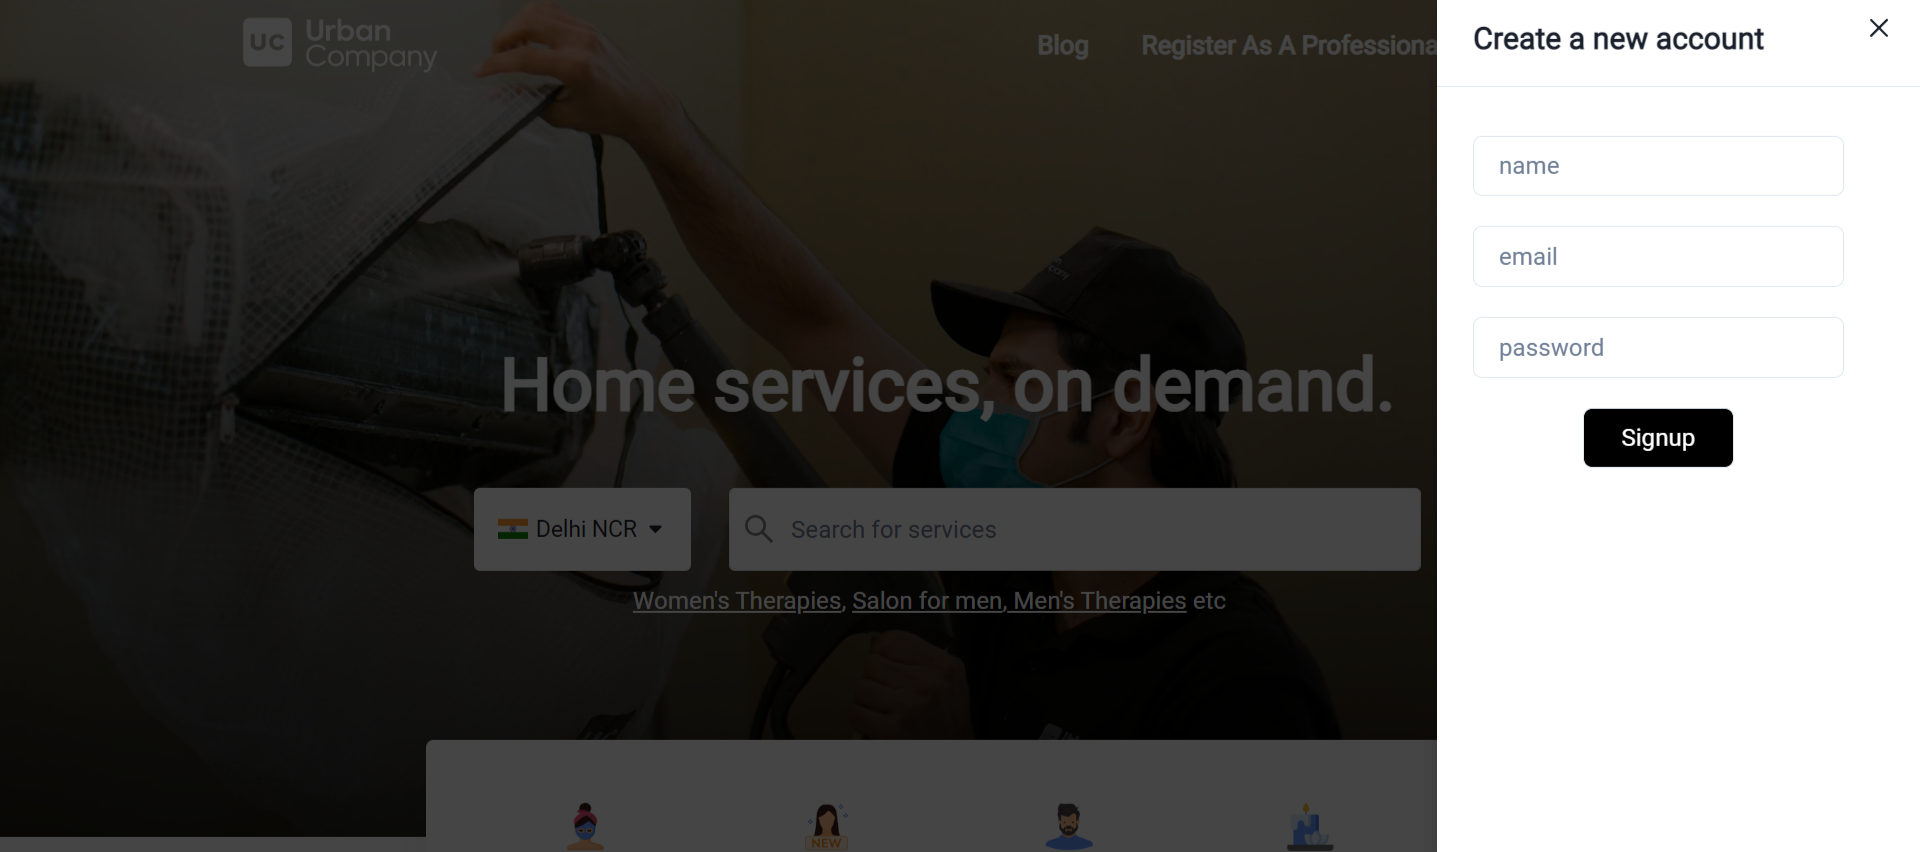 UC Urban
Company
Blog
Register As A Professiona
Create a new account
name
email
password
Signup
Home services, on demand.
Delhi NCR
Search for services
Women's Therapies, Salon for men, Men's Therapies etc
NEW